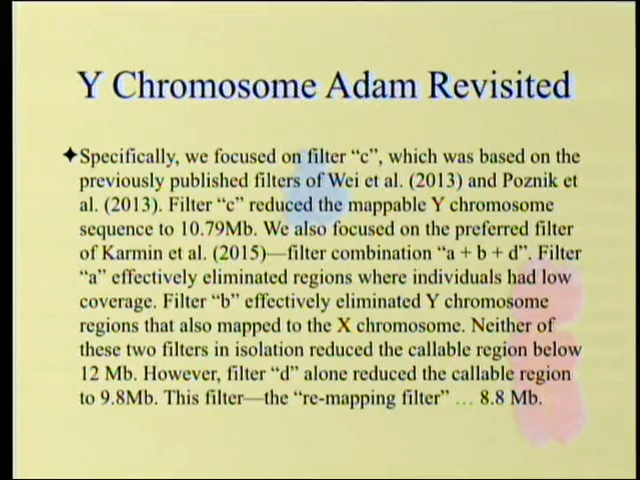 Y Chromosome Adam Revisited
✦Specifically, we focused on filter “c”, which was based on the
previously published filters of Wei et al. (2013) and Poznik et
al. (2013). Filter “c” reduced the mappable Y chromosome
sequence to 10.79Mb. We also focused on the preferred filter
of Karmin et al. (2015)—filter combination “a + b + d”. Filter
“a” effectively eliminated regions where individuals had low
coverage. Filter “b” effectively eliminated Y chromosome
regions that also mapped to the X chromosome. Neither of
these two filters in isolation reduced the callable region below
12 Mb. However, filter “d” alone reduced the callable region
to 9.8Mb. This filter—the “re-mapping filter” … 8.8 Mb.